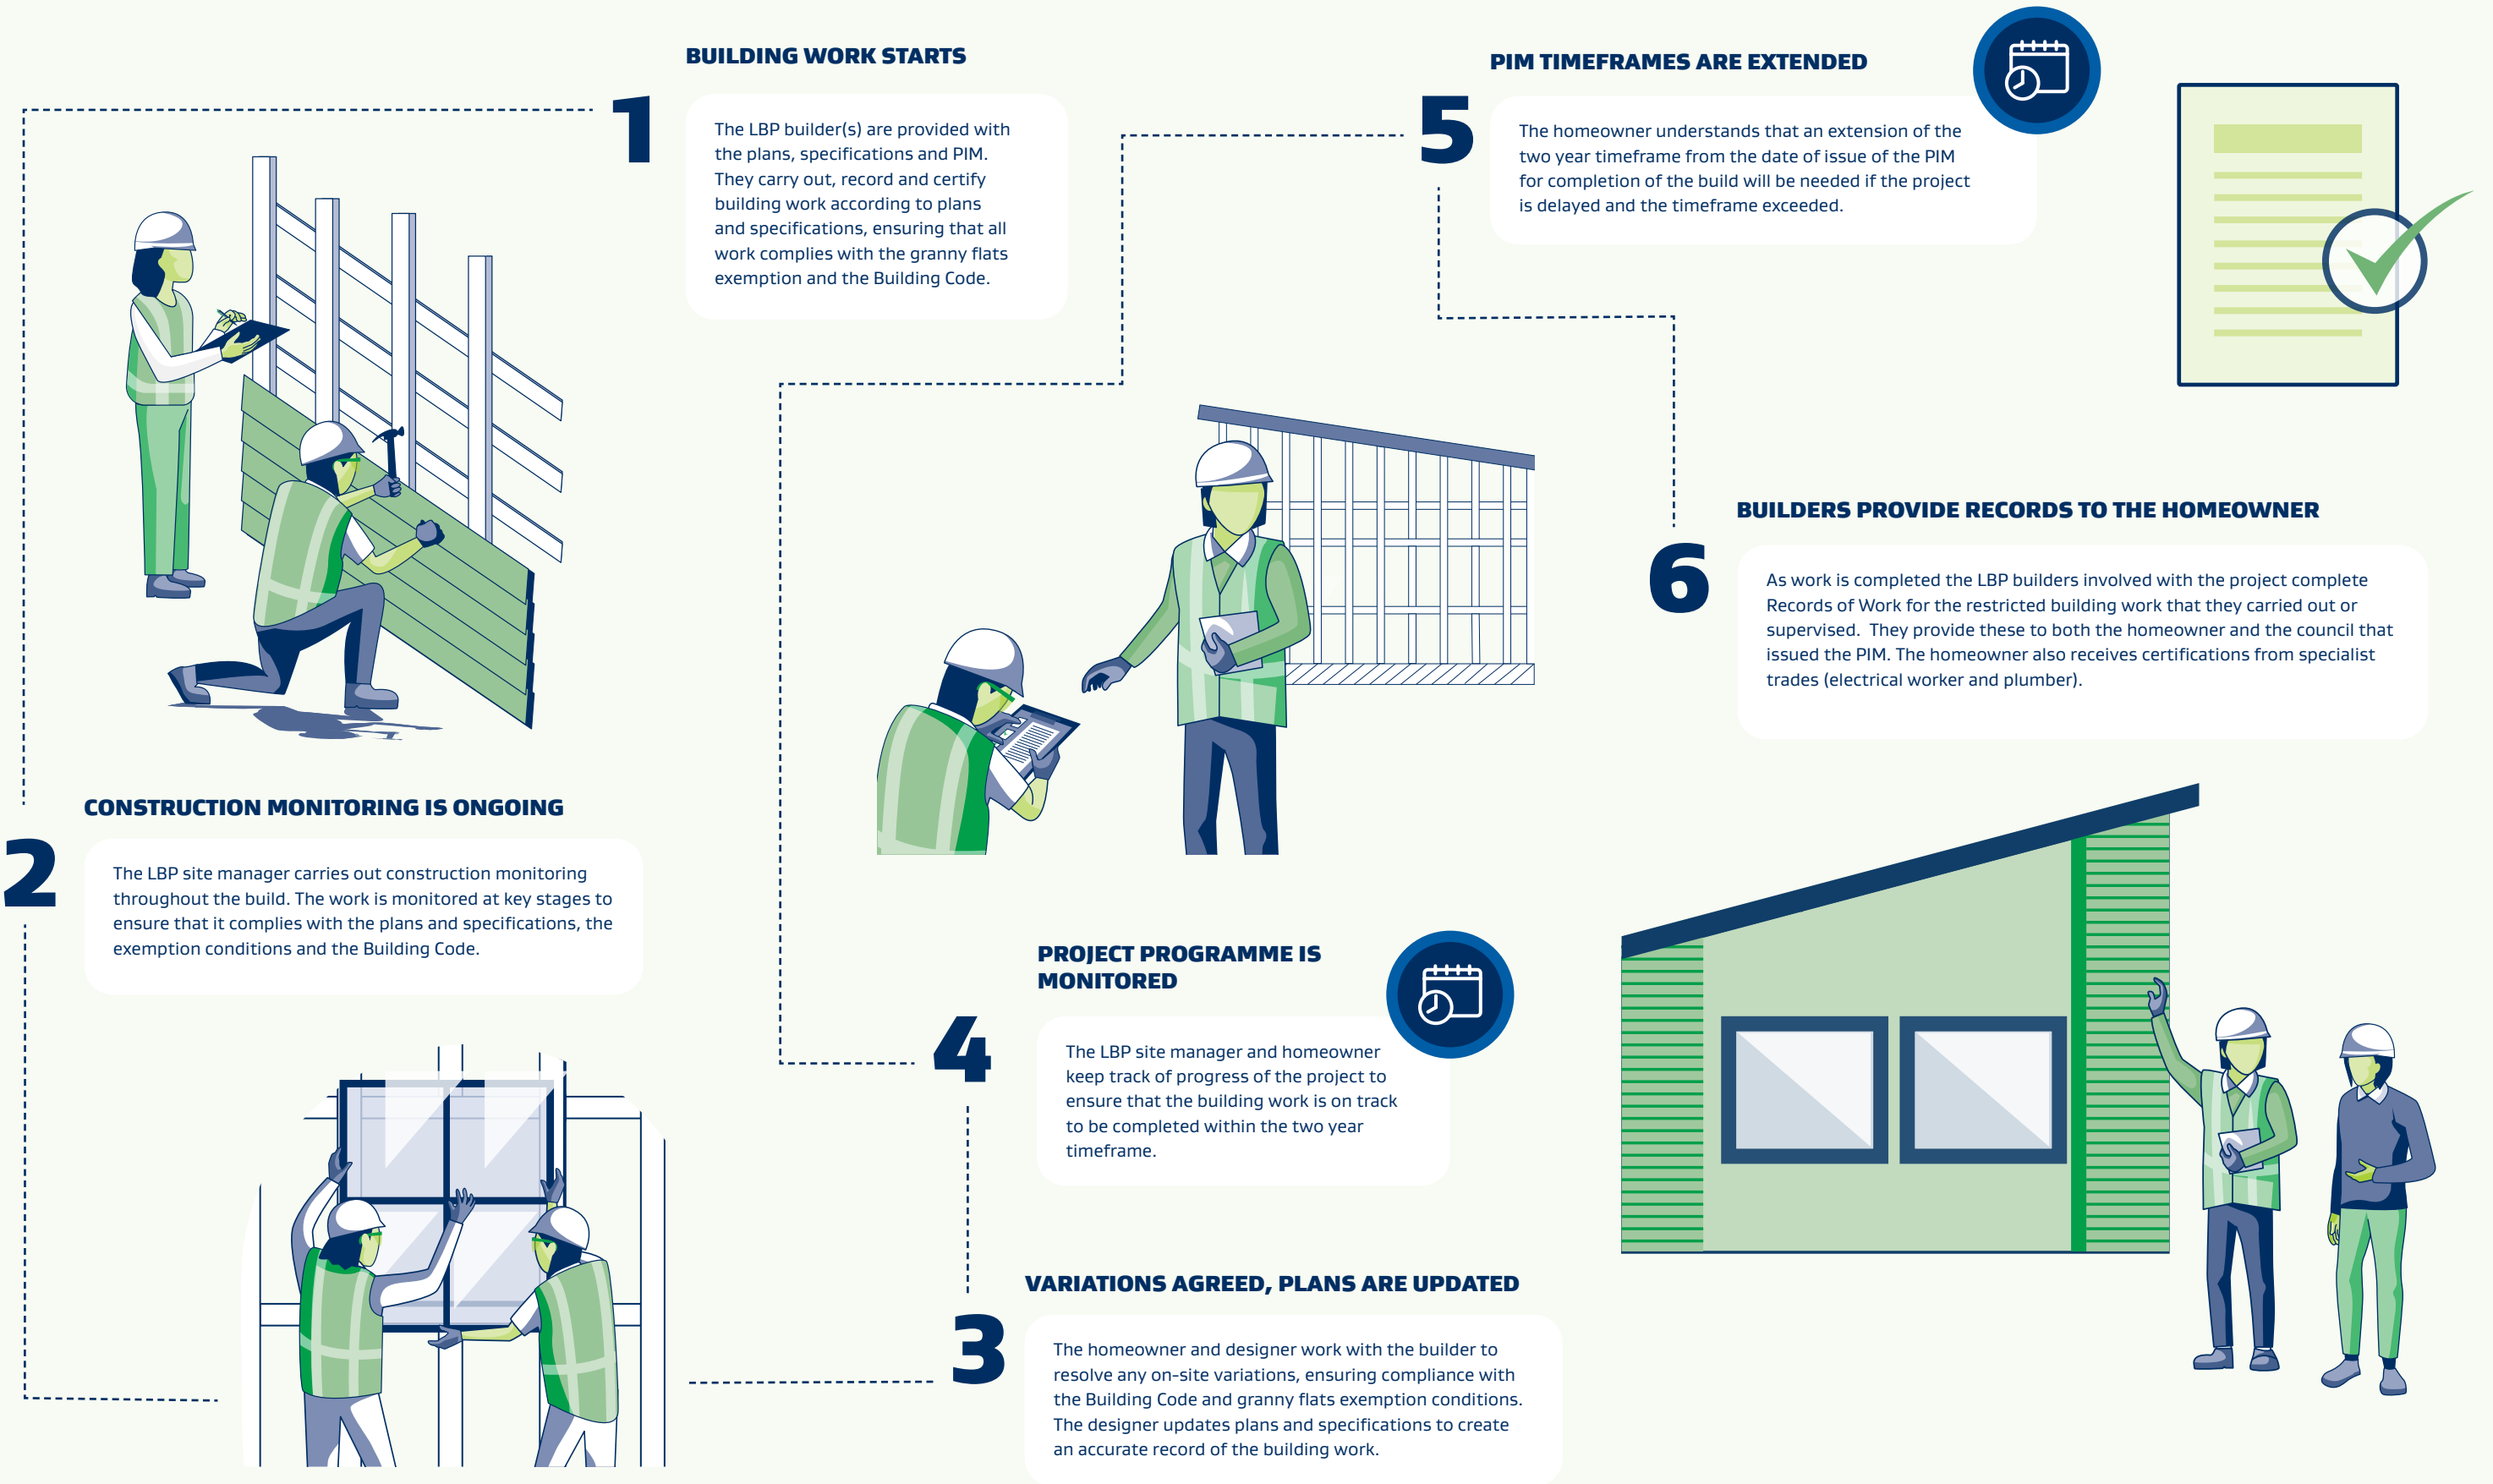 BUILDING WORK STARTS
1
The LBP builder(s) are provided with
the plans, specifications and PIM.
They carry out, record and certify
building work according to plans
and specifications, ensuring that all
work complies with the granny flats
exemption and the Building Code.
CONSTRUCTION MONITORING IS ONGOING
2
The LBP site manager carries out construction monitoring
throughout the build. The work is monitored at key stages to
ensure that it complies with the plans and specifications, the
exemption conditions and the Building Code.
VARIATIONS AGREED, PLANS ARE UPDATED
3
The homeowner and designer work with the builder to
resolve any on-site variations, ensuring compliance with
the Building Code and granny flats exemption conditions.
The designer updates plans and specifications to create
an accurate record of the building work.
PROJECT PROGRAMME IS
MONITORED
4
The LBP site manager and homeowner
keep track of progress of the project to
ensure that the building work is on track
to be completed within the two year
timeframe.
PIM TIMEFRAMES ARE EXTENDED
5
The homeowner understands that an extension of the
two year timeframe from the date of issue of the PIM
for completion of the build will be needed if the project
is delayed and the timeframe exceeded.
BUILDERS PROVIDE RECORDS TO THE HOMEOWNER
6
As work is completed the LBP builders involved with the project complete
Records of Work for the restricted building work that they carried out or
supervised.  They provide these to both the homeowner and the council that
issued the PIM. The homeowner also receives certifications from specialist
trades (electrical worker and plumber).